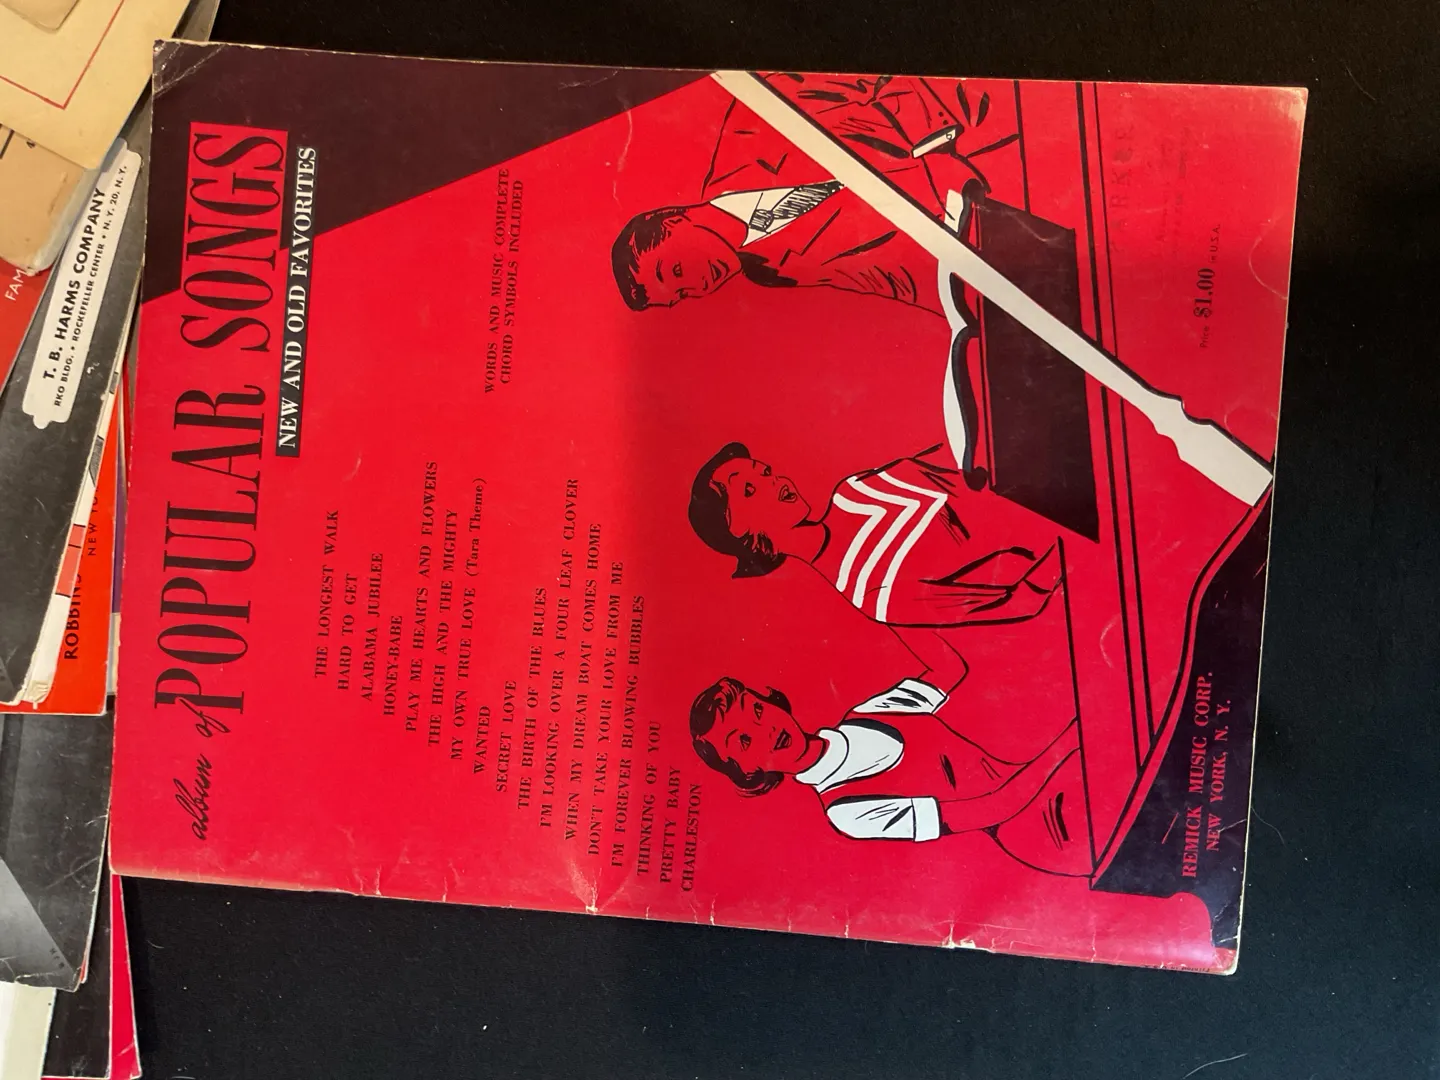 album of POPULAR SONGS
NEW AND OLD FAVORITES
THE LONGEST WALK
HARD TO GET
ALABAMA JUBILEE
HONEY-BABE
PLAY ME HEARTS AND FLOWERS
THE HIGH AND THE MIGHTY
MY OWN TRUE LOVE (Tara Theme)
WANTED
SECRET LOVE
THE BIRTH OF THE BLUES
I'M LOOKING OVER A FOUR LEAF CLOVER
WHEN MY DREAM BOAT COMES HOME
DON'T TAKE YOUR LOVE FROM ME
I'M FOREVER BLOWING BUBBLES
THINKING OF YOU
PRETTY BABY
CHARLESTON
WORDS AND MUSIC COMPLETE
CHORD SYMBOLS INCLUDED
Price $1.00 in U.S.A.
REMICK MUSIC CORP.
NEW YORK, N. Y.
FAM
T. B. HARMS COMPANY
RKO BLDG. • ROCKEFELLER CENTER • N. Y. 20, N. Y.
ROBBINS
NEW YO